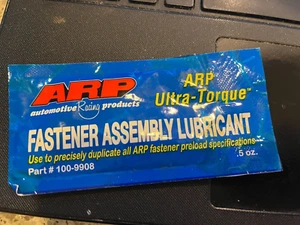 ARP
automotive Racing products
ARP
Ultra-Torque
FASTENER ASSEMBLY LUBRICANT
Use to precisely duplicate all ARP fastener preload specifications
Part # 100-9908
.5 oz.